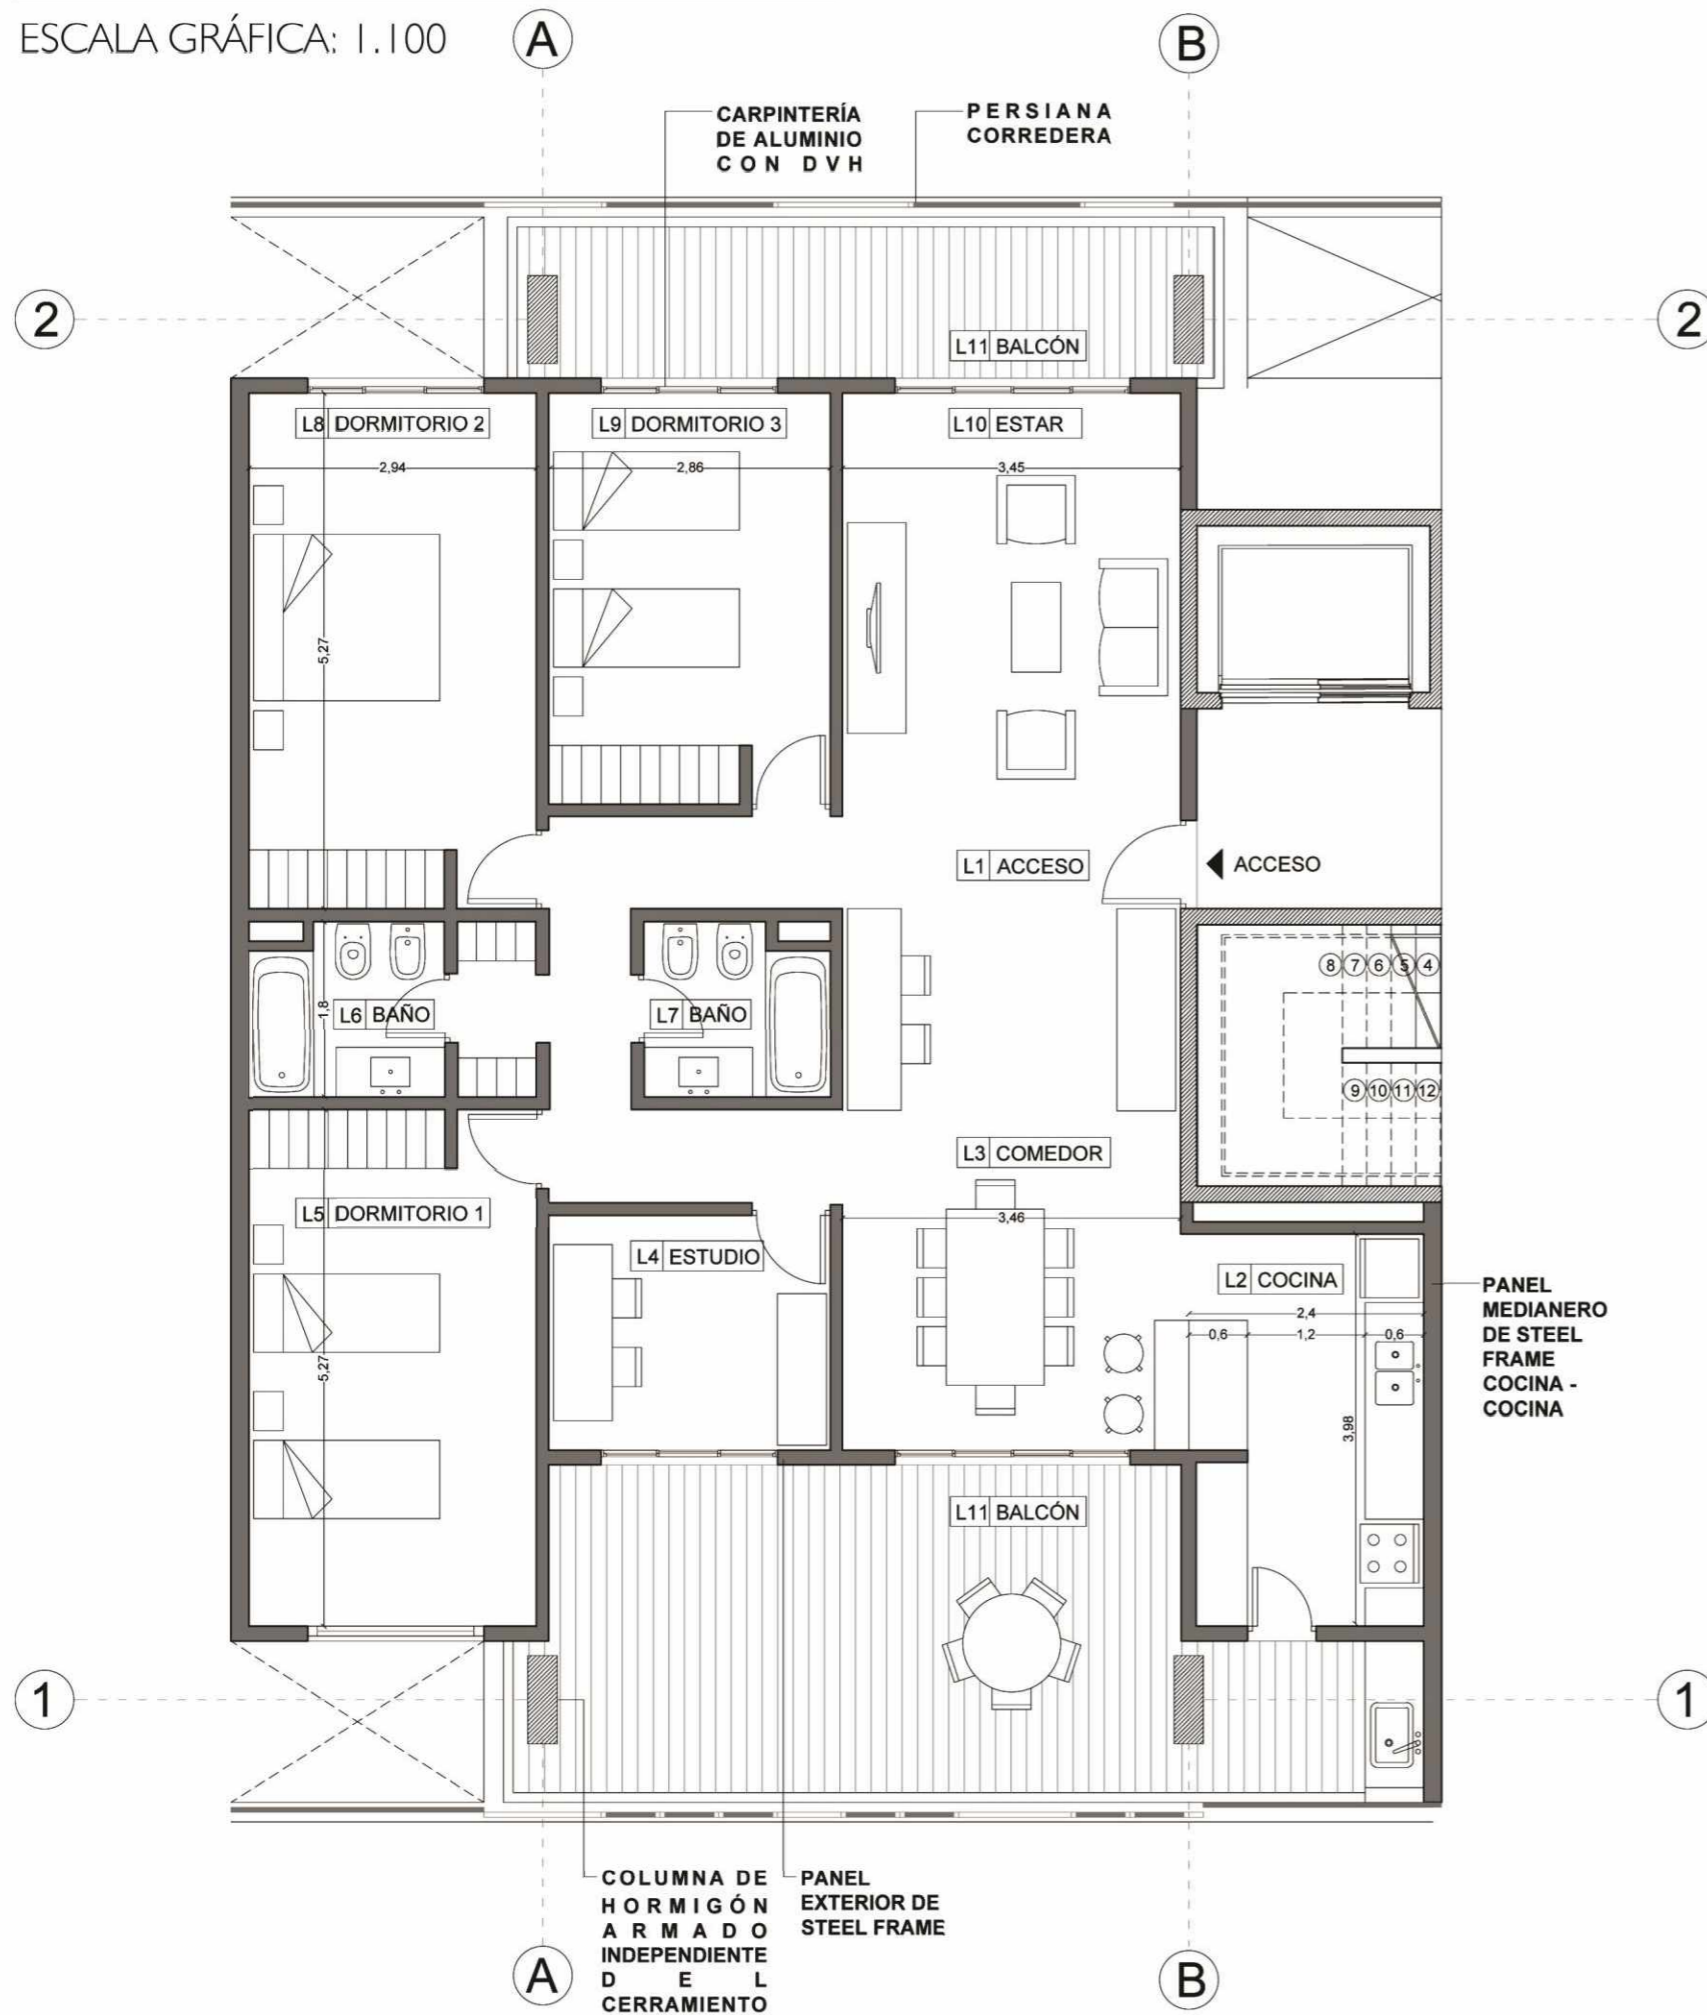 ESCALA GRÁFICA: 1.100
A
B
CARPINTERÍA
DE ALUMINIO
CON DVH
PERSIANA
CORREDERA
2
2
L11 BALCÓN
L8 DORMITORIO 2
L9 DORMITORIO 3
L10 ESTAR
2,94
2,86
3,45
5,27
L1 ACCESO
ACCESO
8 7 6 5 4
1,8
L6 BAÑO
L7 BAÑO
9 10 11 12
L3 COMEDOR
L5 DORMITORIO 1
3,46
L4 ESTUDIO
L2 COCINA
2,4
0,6
1,2
0,6
PANEL
MEDIANERO
DE STEEL
FRAME
COCINA -
COCINA
5,27
3,98
L11 BALCÓN
1
1
COLUMNA DE
HORMIGÓN
ARMADO
INDEPENDIENTE
DEL
CERRAMIENTO
PANEL
EXTERIOR DE
STEEL FRAME
A
B